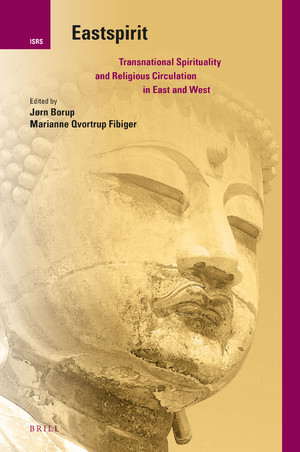 ISRS
Eastspirit
Transnational Spirituality
and Religious Circulation
in East and West
Edited by
Jørn Borup
Marianne Qvortrup Fibiger
BRILL